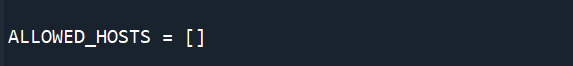 ALLOWED_HOSTS = []